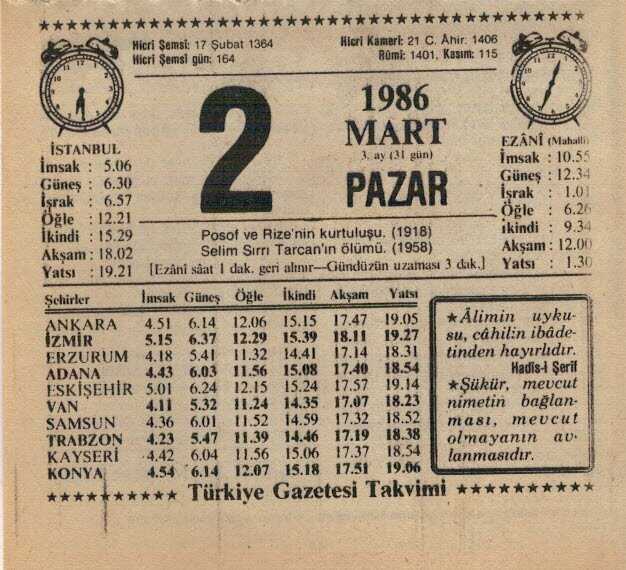 Hicri Şemsî: 17 Şubat 1364
Hicri Şemsî gün: 164
Hicri Kamerî: 21 C. Âhir: 1406
Rûmî: 1401, Kasım: 115
2
1986
MART
3. ay (31 gün)
PAZAR
İSTANBUL
İmsak : 5.06
Güneş : 6.30
İşrak : 6.57
Öğle : 12.21
İkindi : 15.29
Akşam : 18.02
Yatsı : 19.21
EZÂNÎ (Mahalli)
İmsak : 10.55
Güneş : 12.34
İşrak : 1.01
Öğle : 6.26
ikindi : 9.34
Akşam : 12.00
Yatsı : 1.30
Posof ve Rize'nin kurtuluşu. (1918)
Selim Sırrı Tarcan'ın ölümü. (1958)
[Ezânî sâat 1 dak. geri alınır—Gündüzün uzaması 3 dak.]
Şehirler İmsak Güneş Öğle İkindi Akşam Yatsı
ANKARA 4.51 6.14 12.06 15.15 17.47 19.05
İZMİR 5.15 6.37 12.29 15.39 18.11 19.27
ERZURUM 4.18 5.41 11.32 14.41 17.14 18.31
ADANA 4.43 6.03 11.56 15.08 17.40 18.54
ESKİŞEHİR 5.01 6.24 12.15 15.24 17.57 19.14
VAN 4.11 5.32 11.24 14.35 17.07 18.23
SAMSUN 4.36 6.01 11.52 14.59 17.32 18.52
TRABZON 4.23 5.47 11.39 14.46 17.19 18.38
KAYSERİ 4.42 6.04 11.56 15.06 17.37 18.54
KONYA 4.54 6.14 12.07 15.18 17.51 19.06
★Âlimin uyku-
su, câhilin ibâde-
tinden hayırlıdır.
Hadîs-i Şerif
★Şükür, mevcut
nimetin bağlan-
ması, mevcut
olmayanın av-
lanmasıdır.
Türkiye Gazetesi Takvimi